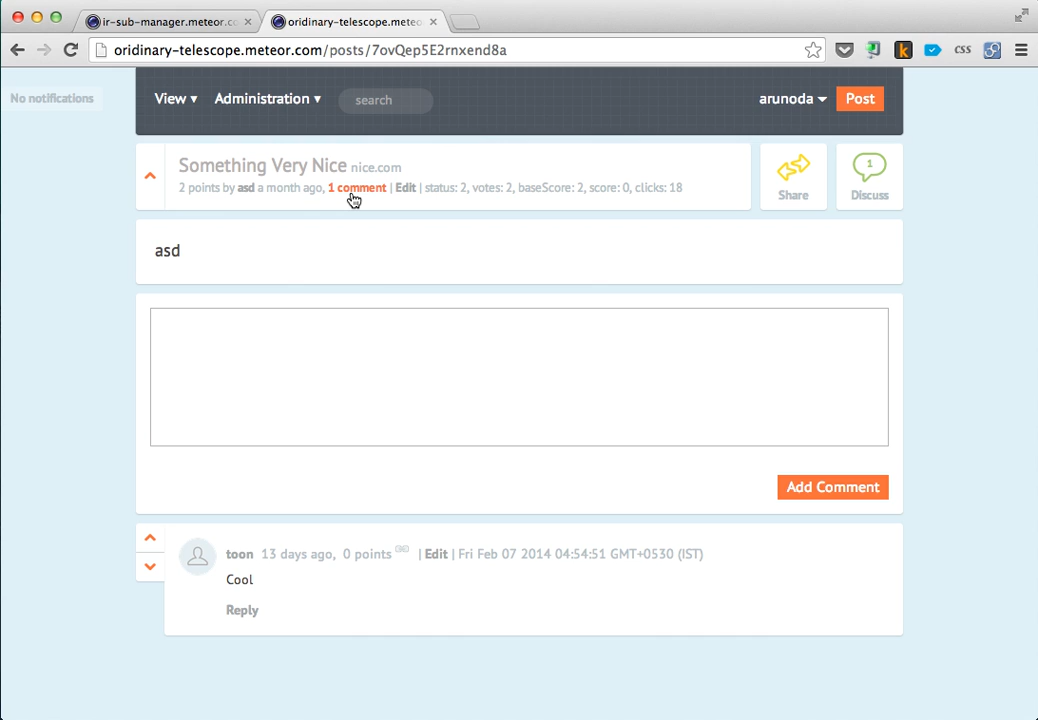 ir-sub-manager.meteor.co
oridinary-telescope.meteo
oridinary-telescope.meteor.com/posts/7ovQep5E2rnxend8a
k
css
No notifications
View ▾
Administration ▾
search
arunoda
Post
Something Very Nice nice.com
2 points by asd a month ago, 1 comment | Edit | status: 2, votes: 2, baseScore: 2, score: 0, clicks: 18
Share
1
Discuss
asd
Add Comment
toon 13 days ago, 0 points | Edit | Fri Feb 07 2014 04:54:51 GMT+0530 (IST)
Cool
Reply